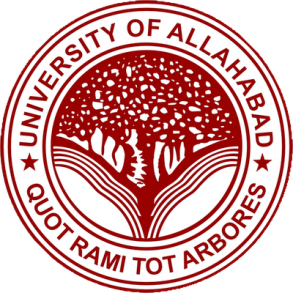 UNIVERSITY OF ALLAHABAD
QUOT RAMI TOT ARBORES